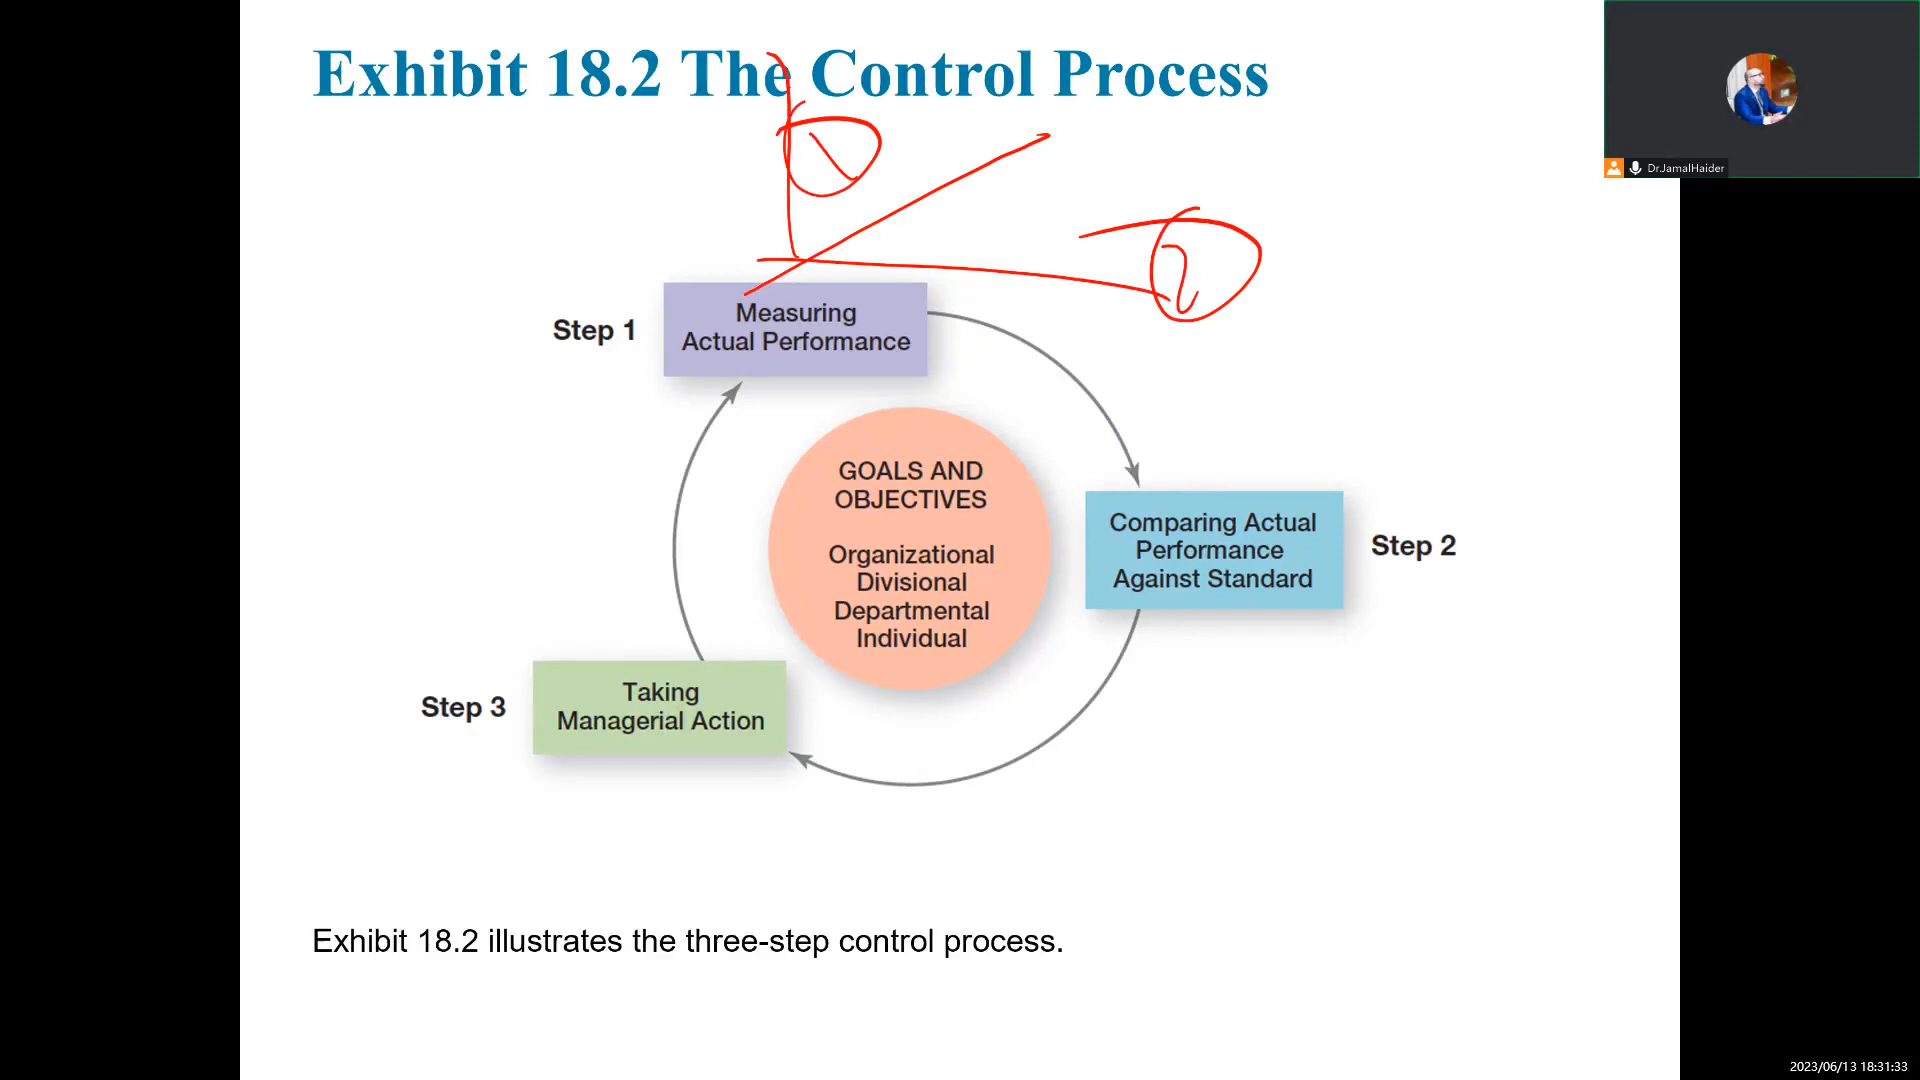 Exhibit 18.2 The Control Process
Dr.JamalHaider
Step 1
Measuring
Actual Performance
GOALS AND
OBJECTIVES
Organizational
Divisional
Departmental
Individual
Comparing Actual
Performance
Against Standard
Step 2
Step 3
Taking
Managerial Action
Exhibit 18.2 illustrates the three-step control process.
2023/06/13 18:31:33